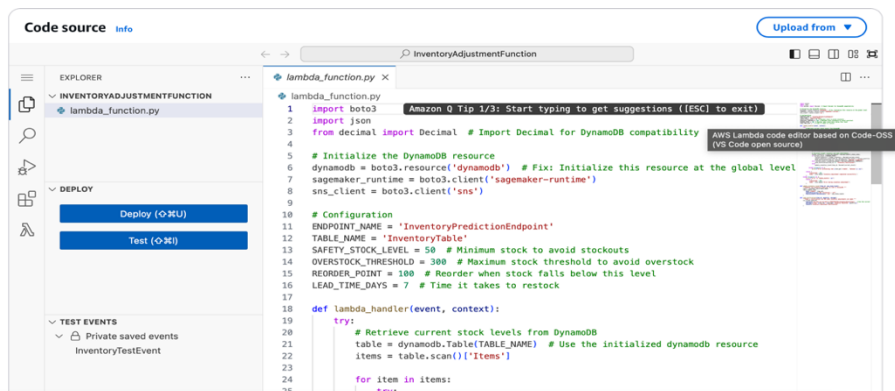 Code source Info
Upload from ▼
InventoryAdjustmentFunction
EXPLORER ...
INVENTORYADJUSTMENTFUNCTION
lambda_function.py
DEPLOY
Deploy (⇧⌘U)
Test (⇧⌘I)
TEST EVENTS
Private saved events
InventoryTestEvent
lambda_function.py ×
lambda_function.py
1 import boto3 Amazon Q Tip 1/3: Start typing to get suggestions ([ESC] to exit)
2 import json
3 from decimal import Decimal # Import Decimal for DynamoDB compatibility
AWS Lambda code editor based on Code-OSS
(VS Code open source)
4
5 # Initialize the DynamoDB resource
6 dynamodb = boto3.resource('dynamodb') # Fix: Initialize this resource at the global level
7 sagemaker_runtime = boto3.client('sagemaker-runtime')
8 sns_client = boto3.client('sns')
9
10 # Configuration
11 ENDPOINT_NAME = 'InventoryPredictionEndpoint'
12 TABLE_NAME = 'InventoryTable'
13 SAFETY_STOCK_LEVEL = 50 # Minimum stock to avoid stockouts
14 OVERSTOCK_THRESHOLD = 300 # Maximum stock threshold to avoid overstock
15 REORDER_POINT = 100 # Reorder when stock falls below this level
16 LEAD_TIME_DAYS = 7 # Time it takes to restock
17
18 def lambda_handler(event, context):
19 try:
20 # Retrieve current stock levels from DynamoDB
21 table = dynamodb.Table(TABLE_NAME) # Use the initialized dynamodb resource
22 items = table.scan()['Items']
23
24 for item in items: